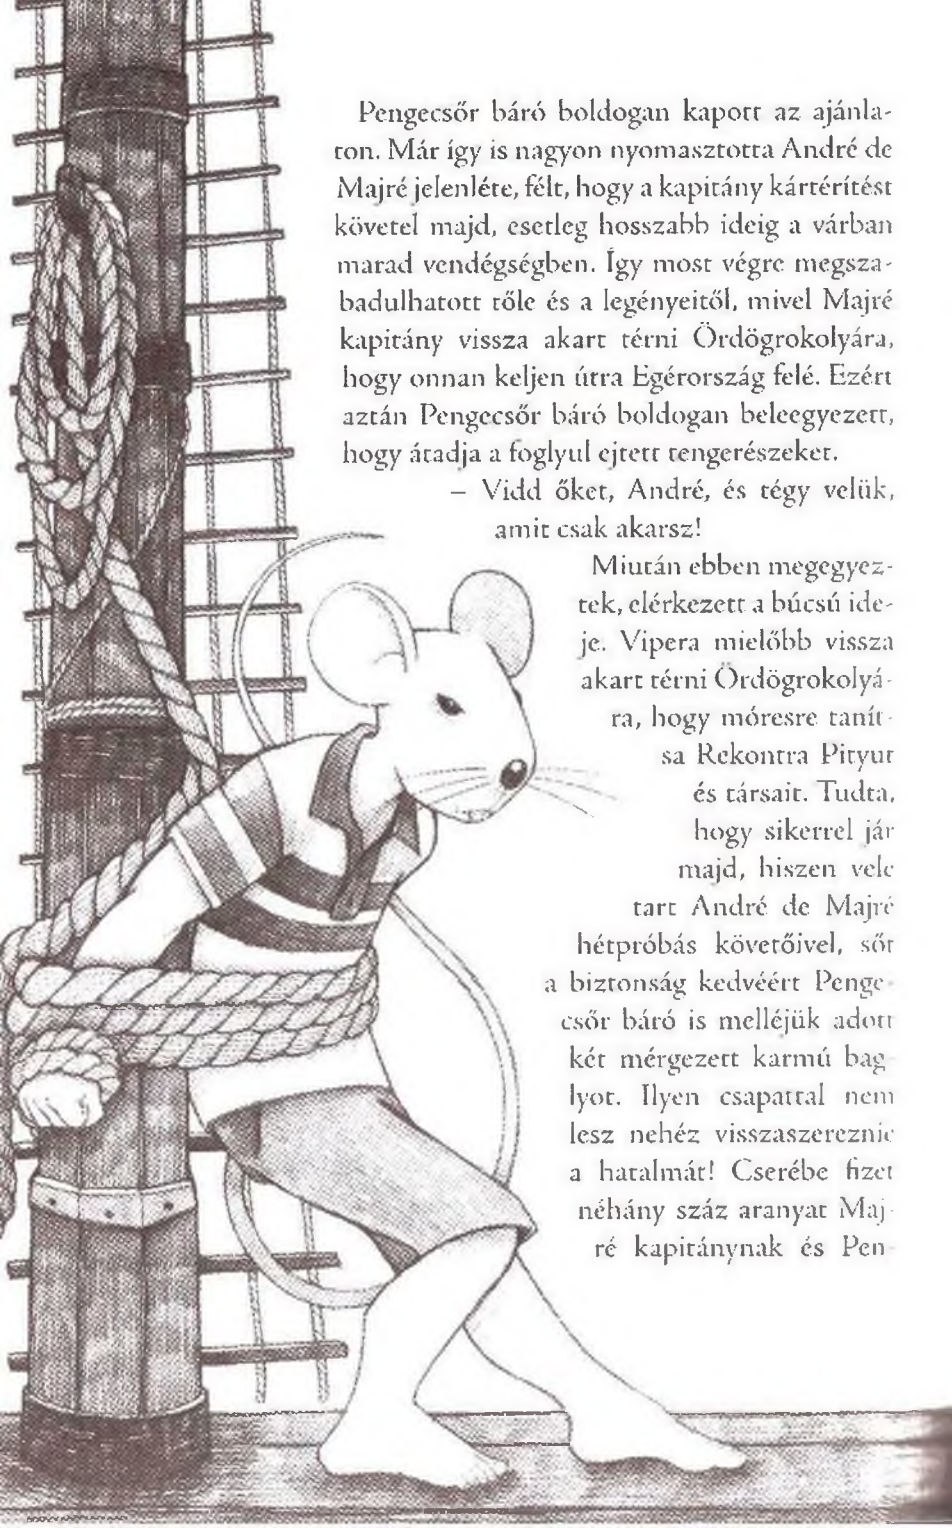 Pengecsőr báró boldogan kapott az ajánla-
ton. Már így is nagyon nyomasztotta André de
Majré jelenléte, félt, hogy a kapitány kártérítést
követel majd, esetleg hosszabb ideig a várban
marad vendégségben. Így most végre megsza-
badulhatott tőle és a legényeitől, mivel Majré
kapitány vissza akart térni Ördögrokolyára,
hogy onnan keljen útra Egérország felé. Ezért
aztán Pengecsőr báró boldogan beleegyezett,
hogy átadja a foglyul ejtett tengerészeket.
– Vidd őket, André, és tégy velük,
amit csak akarsz!
Miután ebben megegyez-
tek, elérkezett a búcsú ide-
je. Vipera mielőbb vissza
akart térni Ördögrokolyá-
ra, hogy móresre tanít-
sa Rekontra Pityut
és társait. Tudta,
hogy sikerrel jár
majd, hiszen vele
tart André de Majré
hétpróbás követőivel, sőt
a biztonság kedvéért Penge-
csőr báró is melléjük adott
két mérgezett karmú bag-
lyot. Ilyen csapattal nem
lesz nehéz visszaszereznie
a hatalmát! Cserébe fizet
néhány száz aranyat Maj-
ré kapitánynak és Pen-